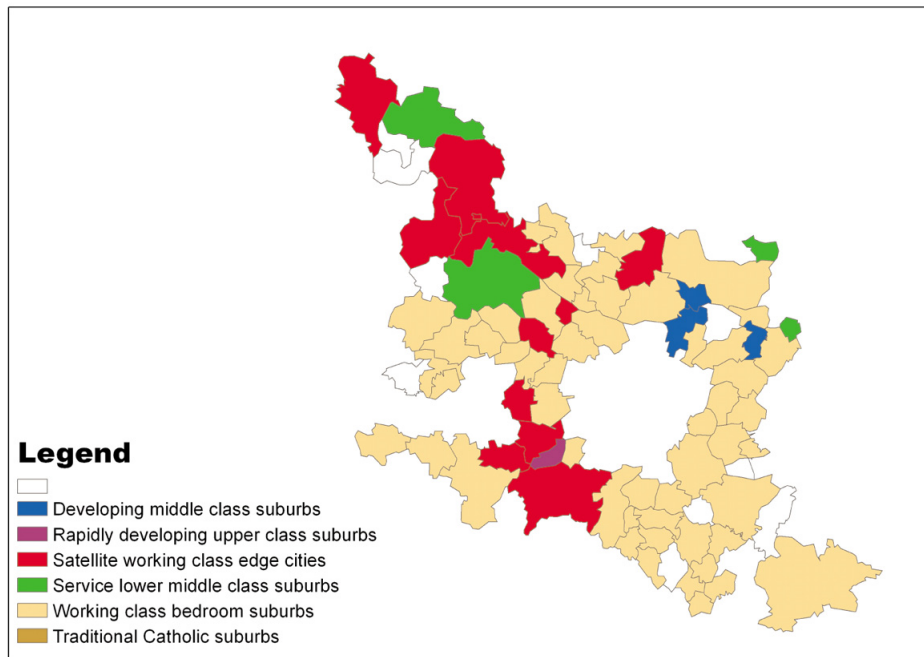 Legend
Developing middle class suburbs
Rapidly developing upper class suburbs
Satellite working class edge cities
Service lower middle class suburbs
Working class bedroom suburbs
Traditional Catholic suburbs